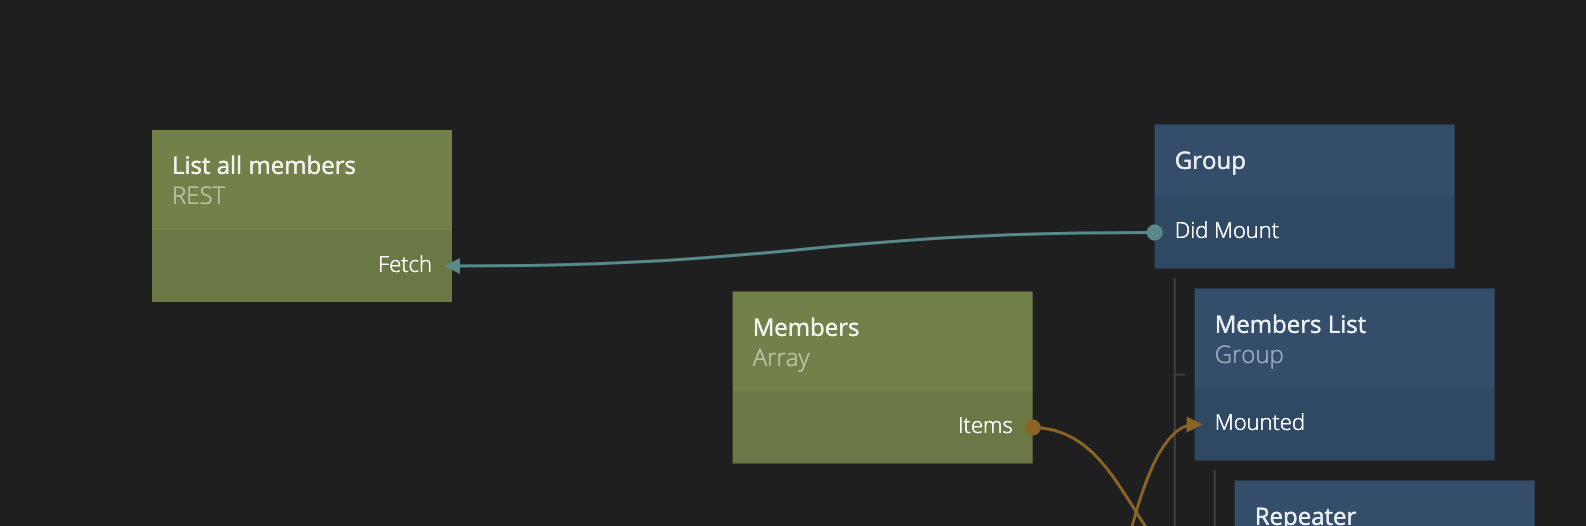 List all members
REST
Fetch
Group
Did Mount
Members
Array
Items
Members List
Group
Mounted
Repeater